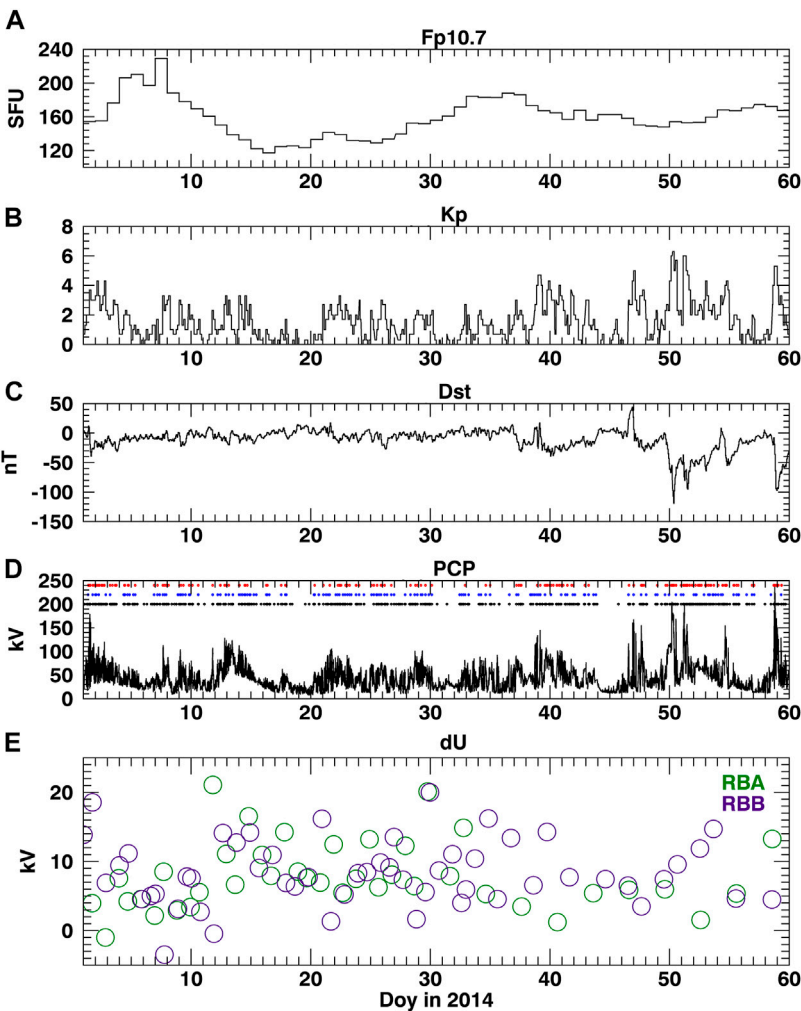 A
Fp10.7
240
200
160
120
SFU
10 20 30 40 50 60
B
Kp
8
6
4
2
0
10 20 30 40 50 60
C
Dst
50
0
-50
-100
-150
nT
10 20 30 40 50 60
D
PCP
250
200
150
100
50
0
kV
10 20 30 40 50 60
E
dU
RBA
RBB
20
10
0
kV
10 20 30 40 50 60
Doy in 2014